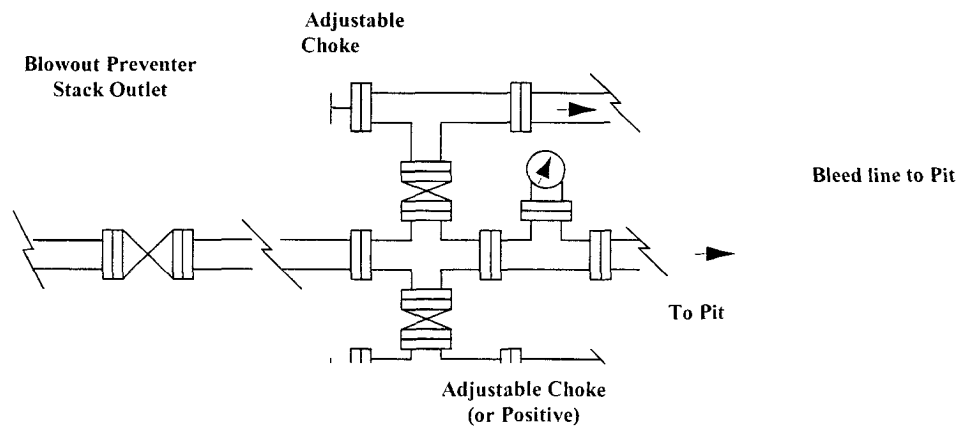 Adjustable
Choke
Blowout Preventer
Stack Outlet
Bleed line to Pit
To Pit
Adjustable Choke
(or Positive)